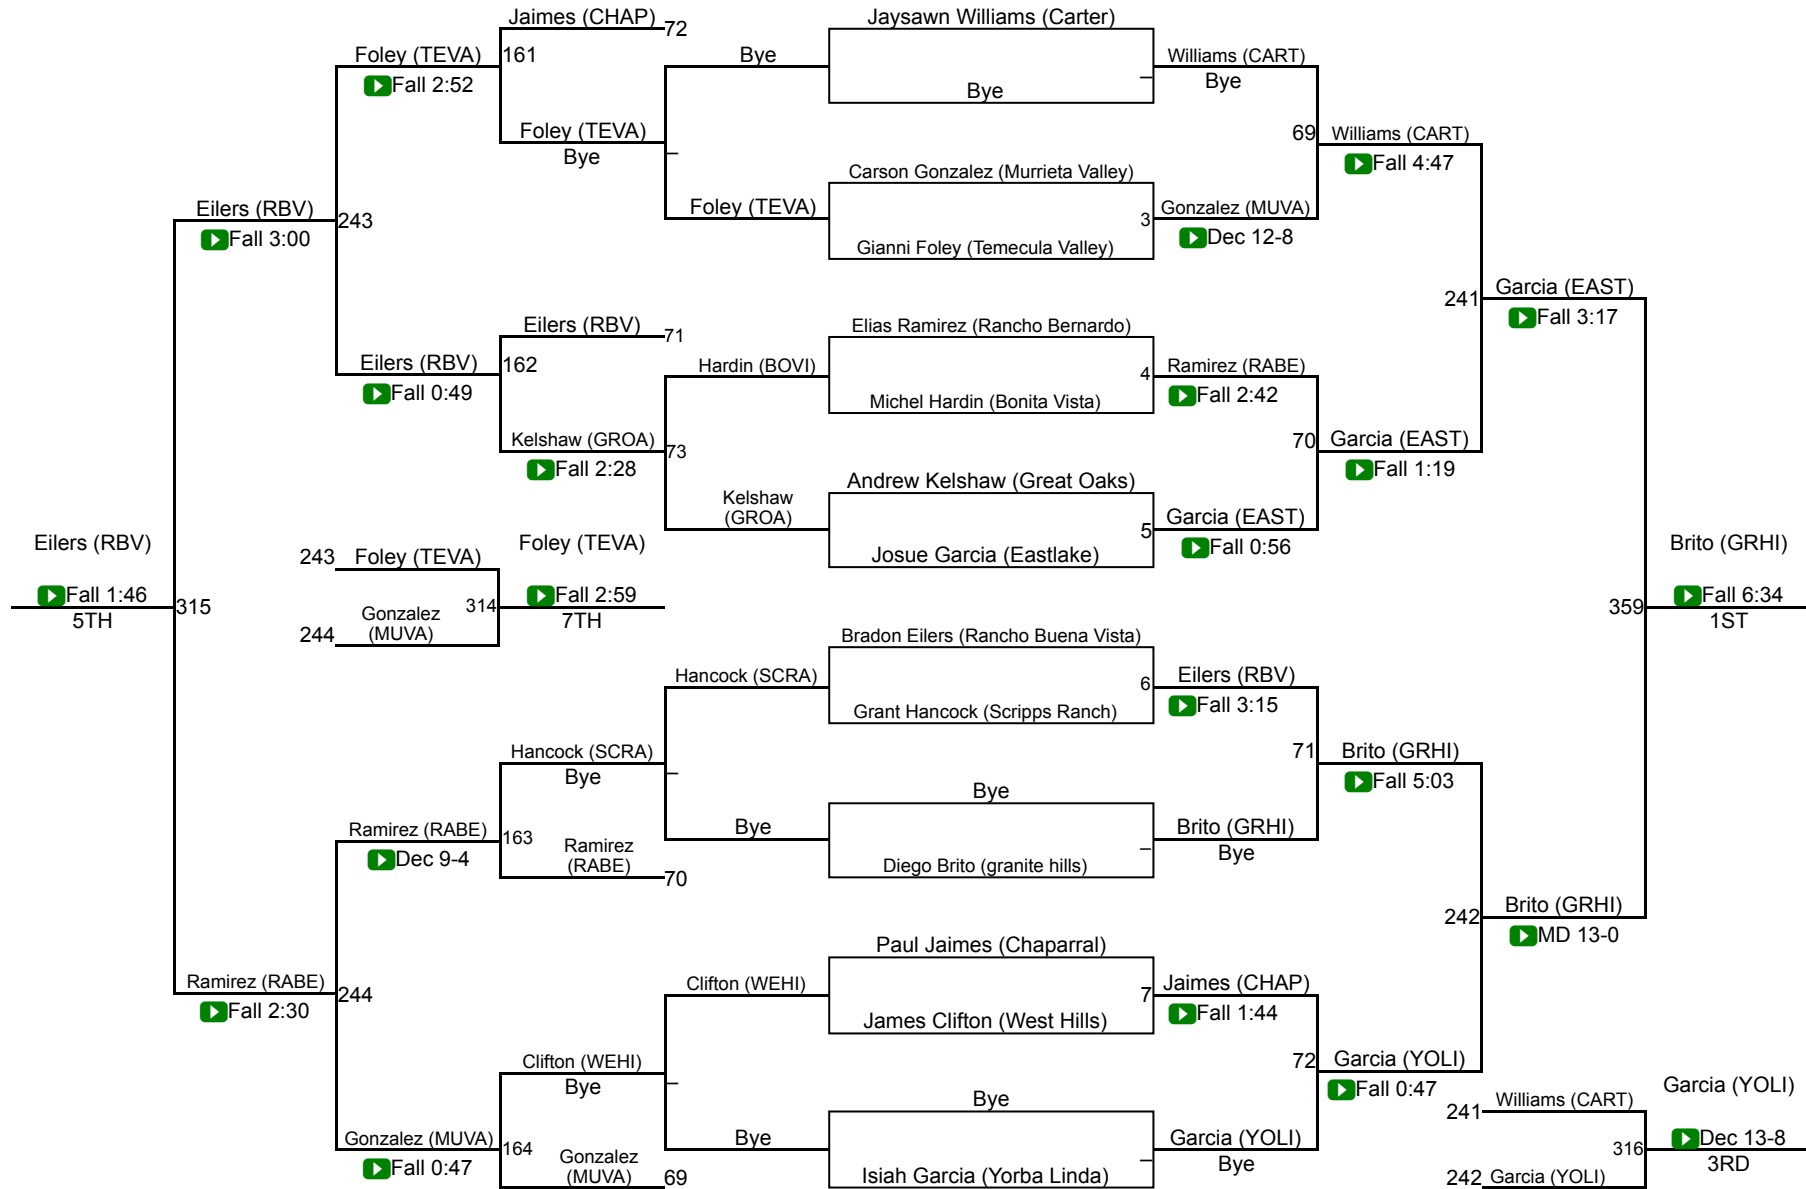 Jaimes (CHAP)
72
Jaysawn Williams (Carter)
Foley (TEVA)
161
Bye
Williams (CART)
Fall 2:52
Bye
–
Bye
Foley (TEVA)
Bye
–
69
Williams (CART)
Fall 4:47
Carson Gonzalez (Murrieta Valley)
Eilers (RBV)
243
Foley (TEVA)
3
Gonzalez (MUVA)
Fall 3:00
Gianni Foley (Temecula Valley)
Dec 12-8
241
Garcia (EAST)
Fall 3:17
Eilers (RBV)
71
Elias Ramirez (Rancho Bernardo)
Eilers (RBV)
162
Hardin (BOVI)
4
Ramirez (RABE)
Fall 0:49
Michel Hardin (Bonita Vista)
Fall 2:42
Kelshaw (GROA)
73
70
Garcia (EAST)
Fall 2:28
Fall 1:19
Andrew Kelshaw (Great Oaks)
Kelshaw
(GROA)
5
Garcia (EAST)
Josue Garcia (Eastlake)
Fall 0:56
Eilers (RBV)
Fall 1:46
5TH
315
243
Foley (TEVA)
Foley (TEVA)
314
Fall 2:59
7TH
244
Gonzalez
(MUVA)
Brito (GRHI)
359
Fall 6:34
1ST
Bradon Eilers (Rancho Buena Vista)
Hancock (SCRA)
6
Eilers (RBV)
Grant Hancock (Scripps Ranch)
Fall 3:15
Hancock (SCRA)
Bye
–
71
Brito (GRHI)
Fall 5:03
Bye
Ramirez (RABE)
163
Ramirez
(RABE)
Bye
–
Brito (GRHI)
Dec 9-4
70
Diego Brito (granite hills)
Bye
242
Brito (GRHI)
MD 13-0
Paul Jaimes (Chaparral)
Ramirez (RABE)
244
Clifton (WEHI)
7
Jaimes (CHAP)
Fall 2:30
James Clifton (West Hills)
Fall 1:44
Clifton (WEHI)
Bye
–
72
Garcia (YOLI)
Fall 0:47
Bye
Gonzalez (MUVA)
164
Gonzalez
(MUVA)
Bye
–
Garcia (YOLI)
Fall 0:47
69
Isiah Garcia (Yorba Linda)
Bye
241
Williams (CART)
Garcia (YOLI)
316
Dec 13-8
3RD
242
Garcia (YOLI)